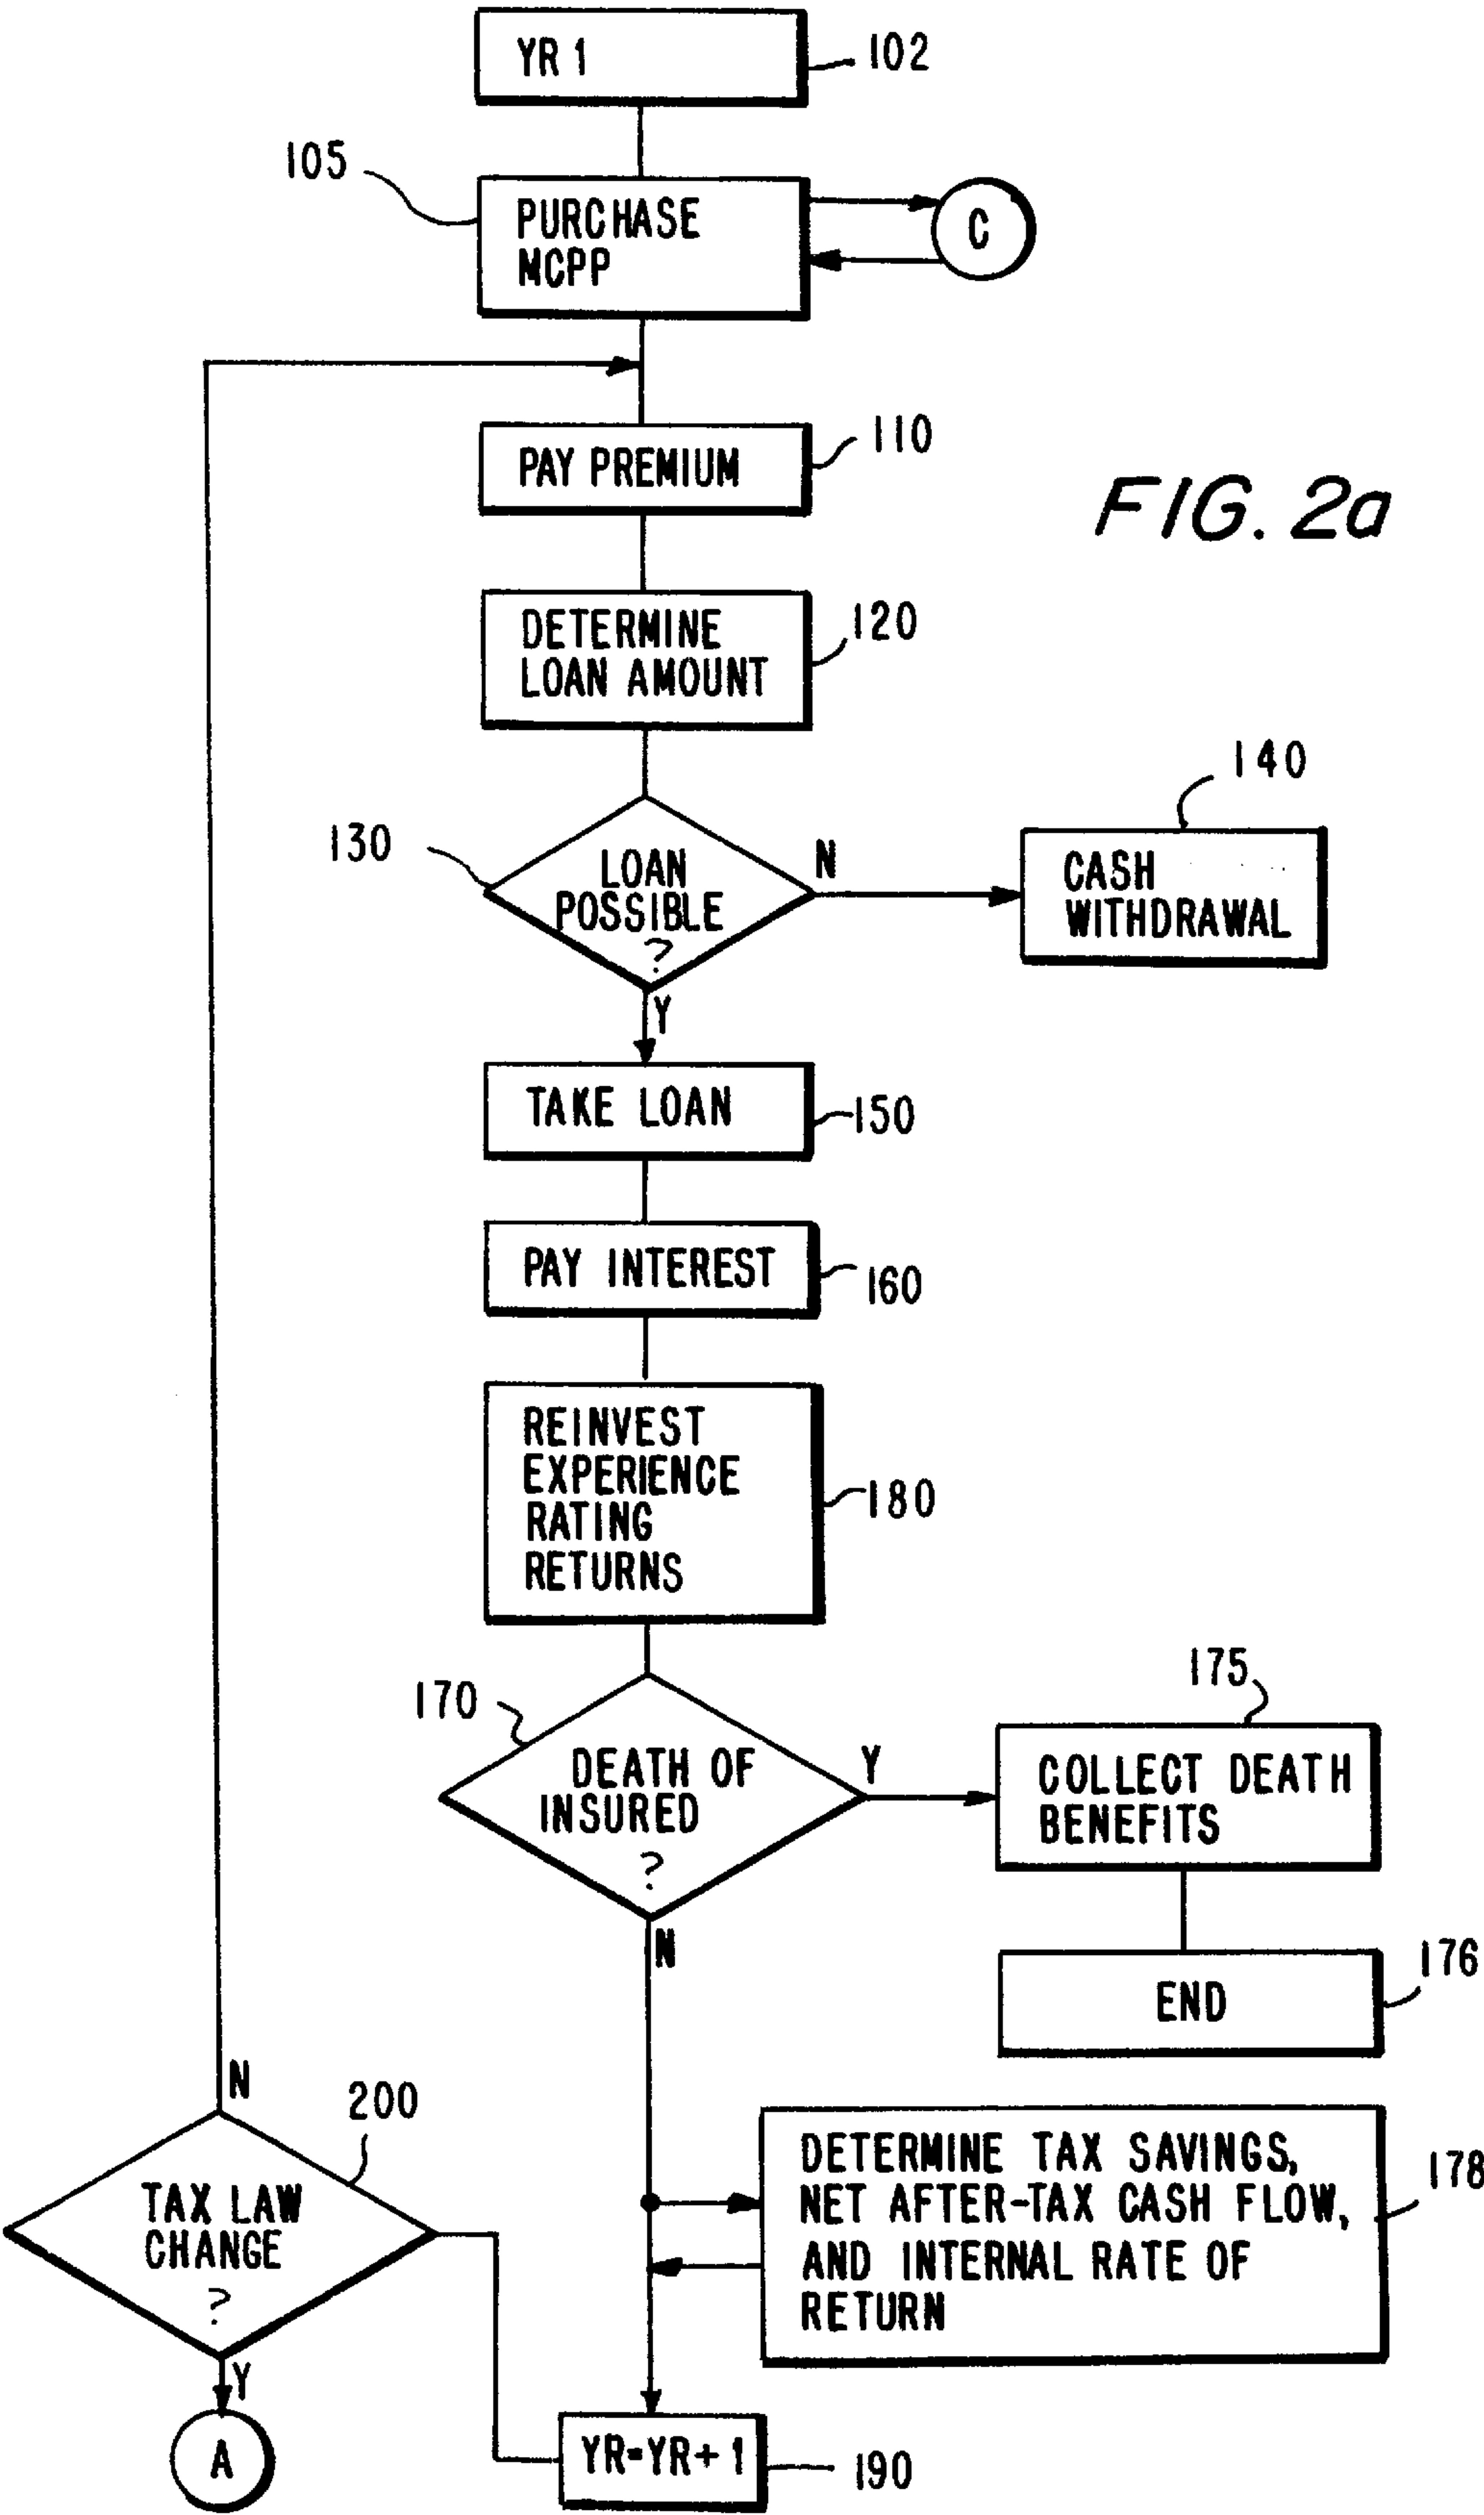 YR 1
102
105
PURCHASE
MCPP
C
PAY PREMIUM
110
FIG. 2a
DETERMINE
LOAN AMOUNT
120
130
LOAN
POSSIBLE
?
N
Y
140
CASH
WITHDRAWAL
TAKE LOAN
150
PAY INTEREST
160
REINVEST
EXPERIENCE
RATING
RETURNS
180
170
DEATH OF
INSURED
?
Y
N
175
COLLECT DEATH
BENEFITS
END
176
DETERMINE TAX SAVINGS,
NET AFTER-TAX CASH FLOW,
AND INTERNAL RATE OF
RETURN
178
N
200
TAX LAW
CHANGE
?
Y
A
YR=YR+1
190